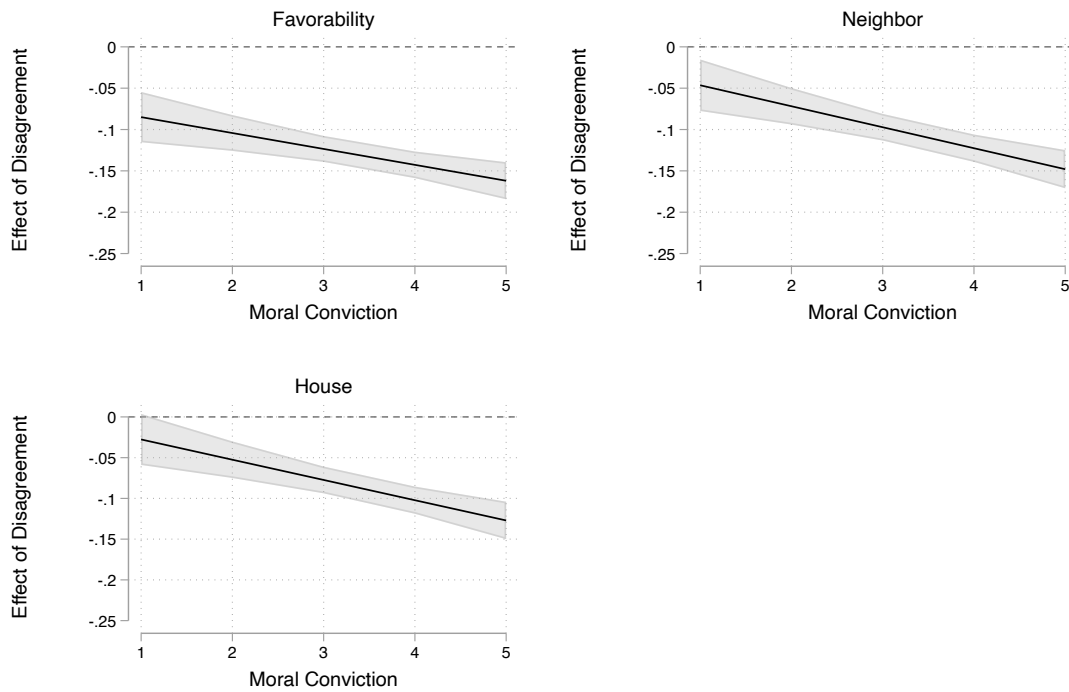 Favorability
Effect of Disagreement
0
-.05
-.1
-.15
-.2
-.25
1 2 3 4 5
Moral Conviction
Neighbor
Effect of Disagreement
0
-.05
-.1
-.15
-.2
-.25
1 2 3 4 5
Moral Conviction
House
Effect of Disagreement
0
-.05
-.1
-.15
-.2
-.25
1 2 3 4 5
Moral Conviction